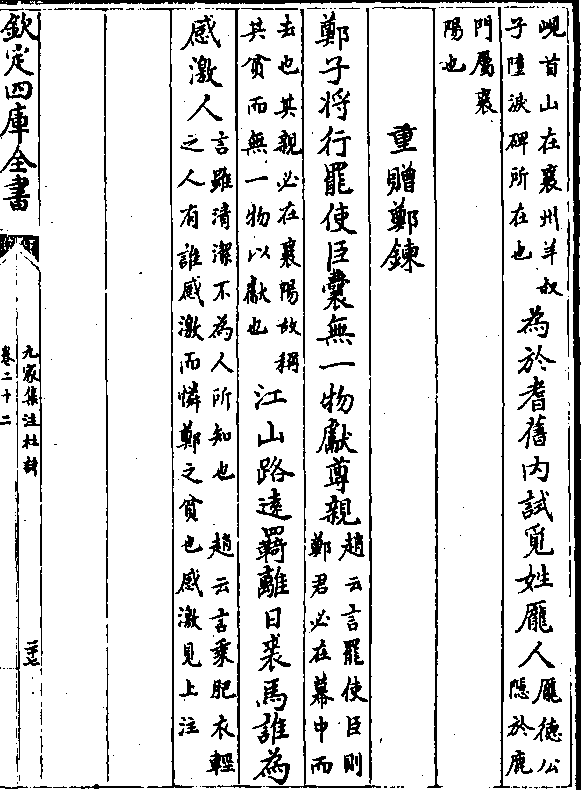 峴首山在襄州羊叔
子墮淚碑所在也
為於耆舊内試覓姓龎人
龎德公
隠於鹿
門屬襄
陽也
重贈鄭鍊
鄭子將行罷使臣囊無一物獻尊親
趙云言罷使臣則
鄭君必在幕中而
去也其親必在襄陽故稱
其貧而無一物以獻也
江山路逺羇離日裘馬誰為
感激人
言雖清潔不為人所知也 趙云言乗肥衣輕
之人有誰感激而憐鄭之貧也感激見上注
欽定四庫全書
九家集注杜詩
卷二十二
二十七